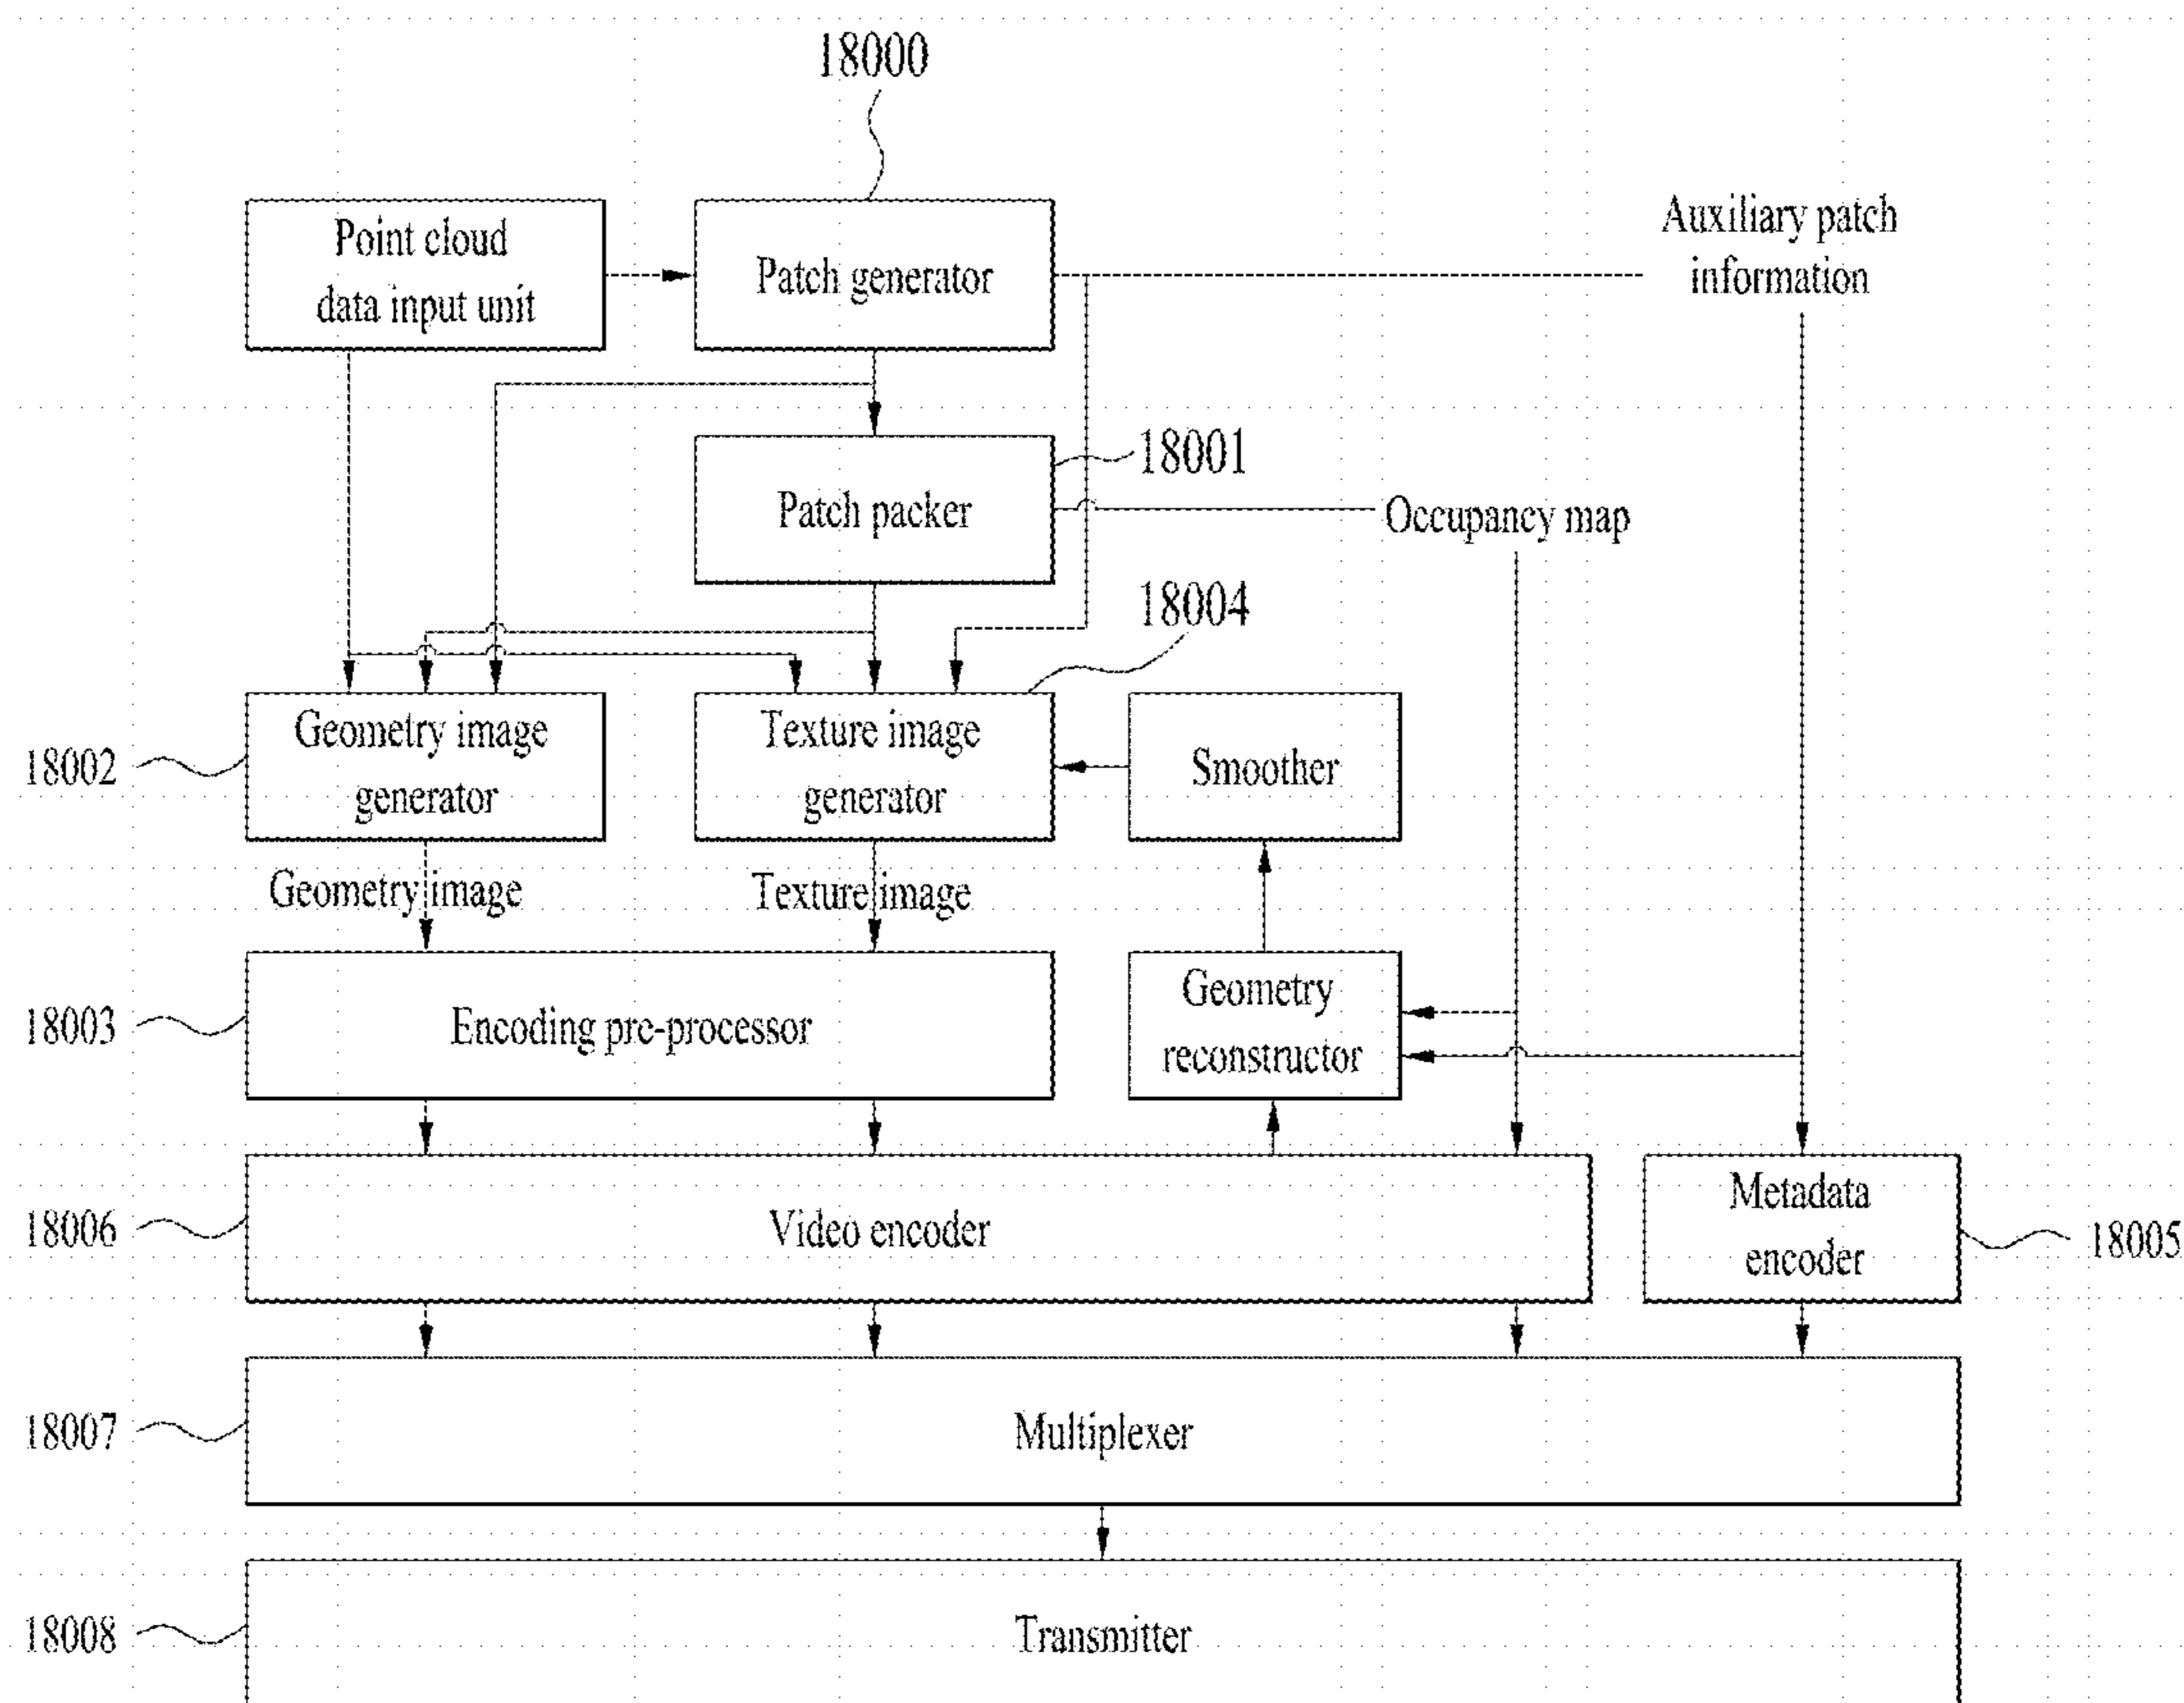 18000
Point cloud
data input unit
Patch generator
Auxiliary patch
information
18001
Patch packer
Occupancy map
18004
18002
Geometry image
generator
Texture image
generator
Smoother
Geometry image
Texture image
18003
Encoding pre-processor
Geometry
reconstructor
18006
Video encoder
Metadata
encoder
18005
18007
Multiplexer
18008
Transmitter